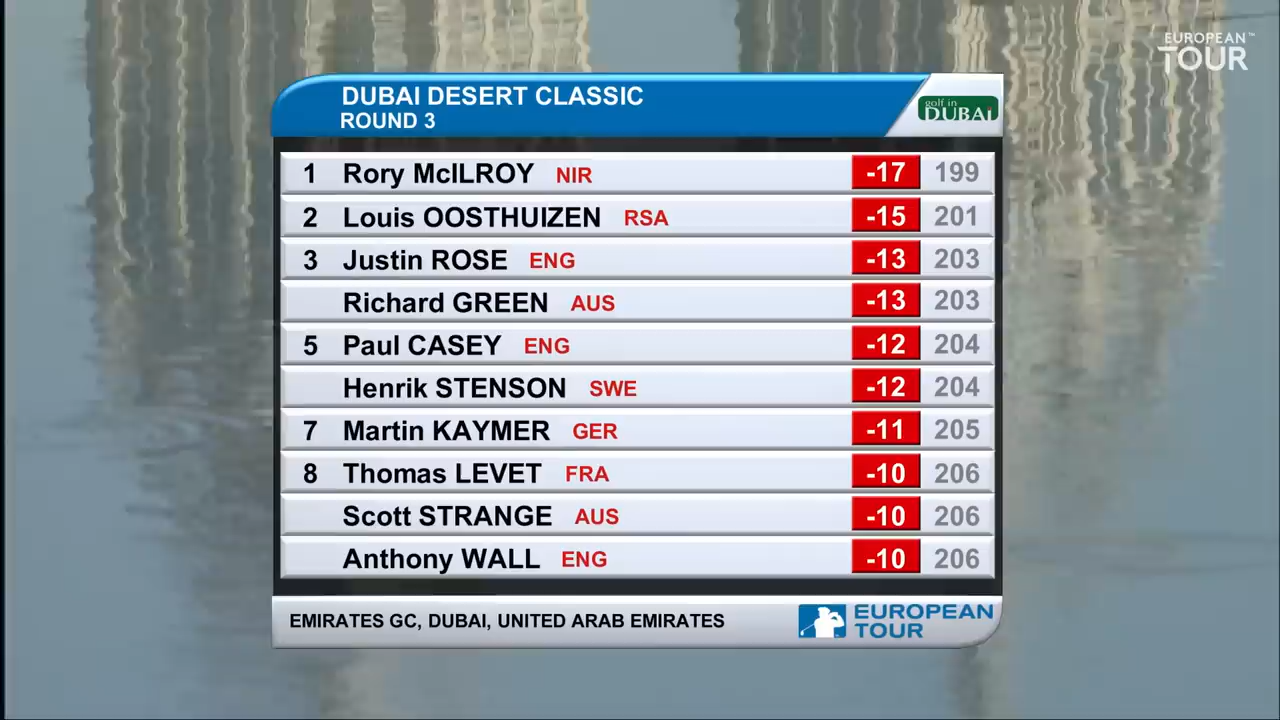 EUROPEAN™
TOUR
DUBAI DESERT CLASSIC
ROUND 3
golf in
DUBAI
1 Rory McILROY NIR -17 199
2 Louis OOSTHUIZEN RSA -15 201
3 Justin ROSE ENG -13 203
Richard GREEN AUS -13 203
5 Paul CASEY ENG -12 204
Henrik STENSON SWE -12 204
7 Martin KAYMER GER -11 205
8 Thomas LEVET FRA -10 206
Scott STRANGE AUS -10 206
Anthony WALL ENG -10 206
EMIRATES GC, DUBAI, UNITED ARAB EMIRATES
EUROPEAN
TOUR